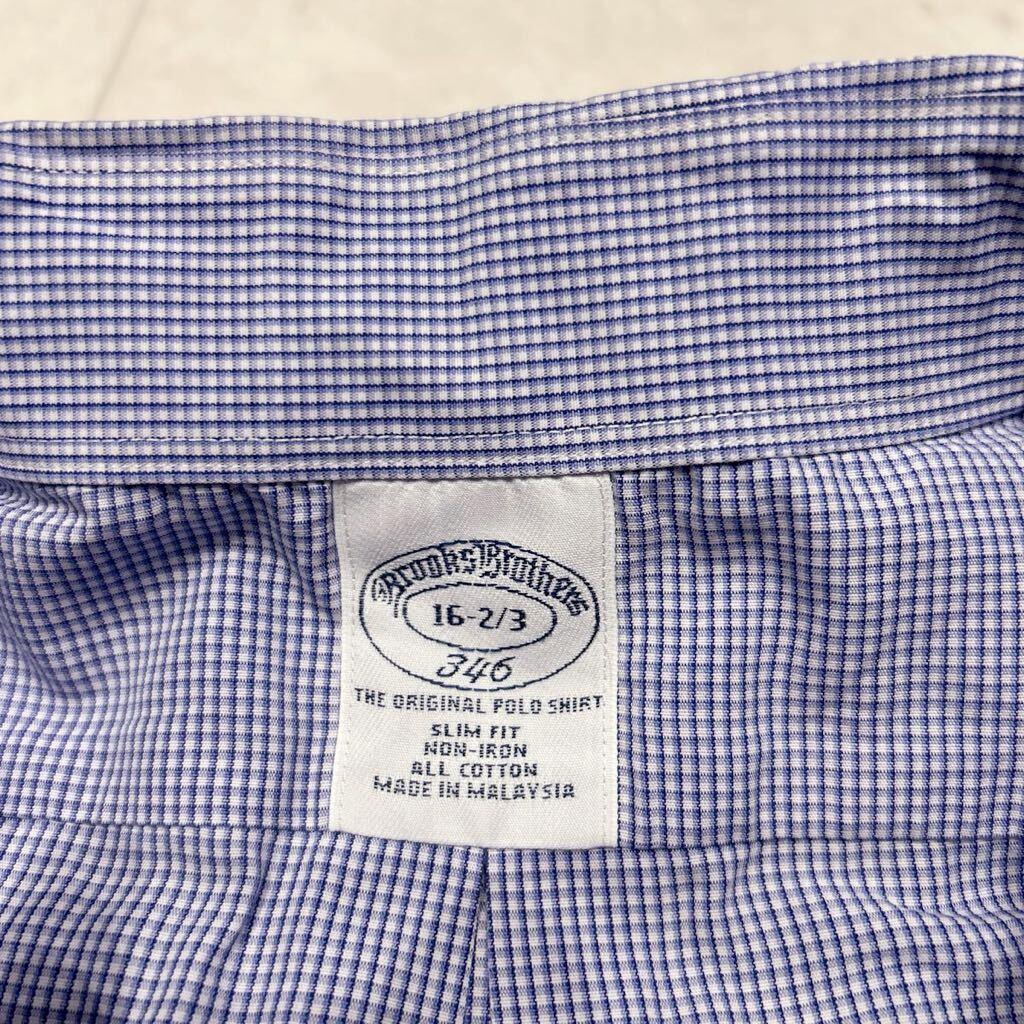 Brooks Brothers
16-2/3
346
THE ORIGINAL POLO SHIRT
SLIM FIT
NON-IRON
ALL COTTON
MADE IN MALAYSIA